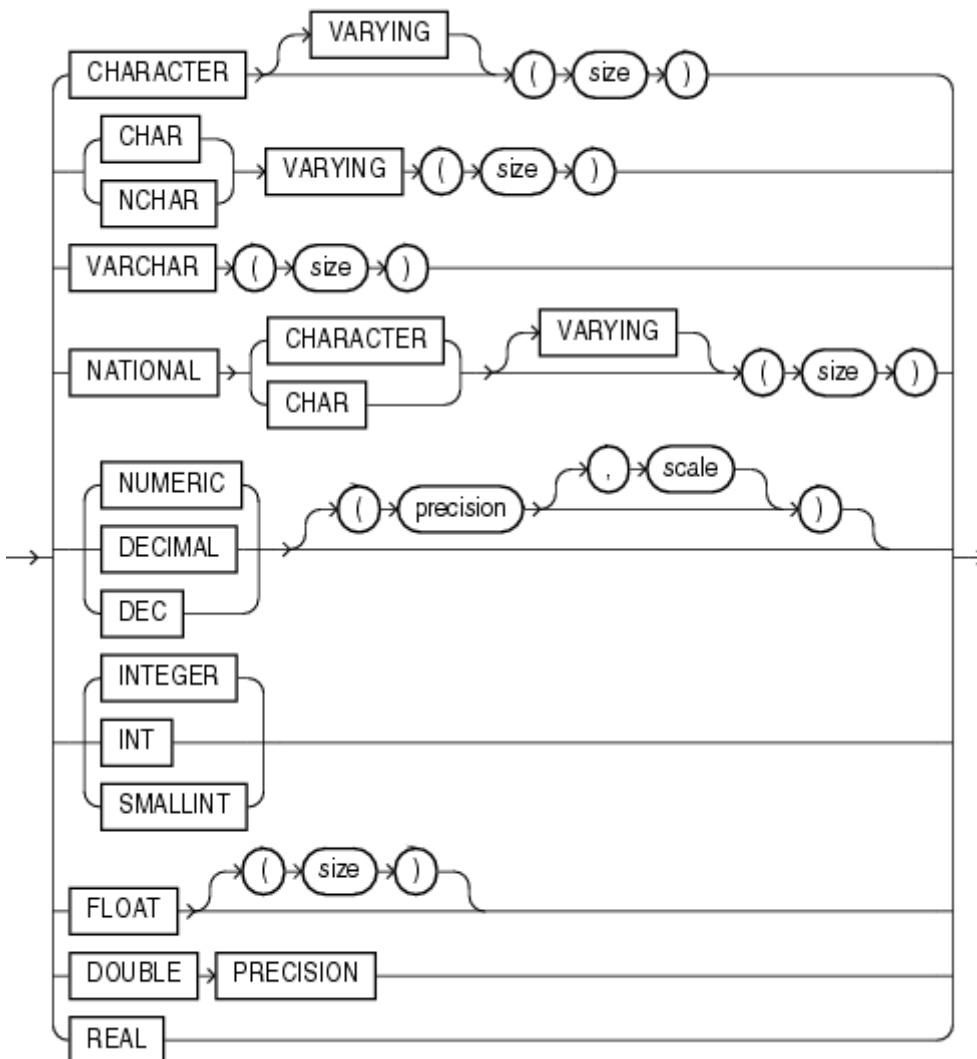 VARYING
CHARACTER ( size )
CHAR
VARYING ( size )
NCHAR
VARCHAR ( size )
CHARACTER VARYING
NATIONAL ( size )
CHAR
, scale
NUMERIC
( precision )
DECIMAL
DEC
INTEGER
INT
SMALLINT
( size )
FLOAT
DOUBLE PRECISION
REAL